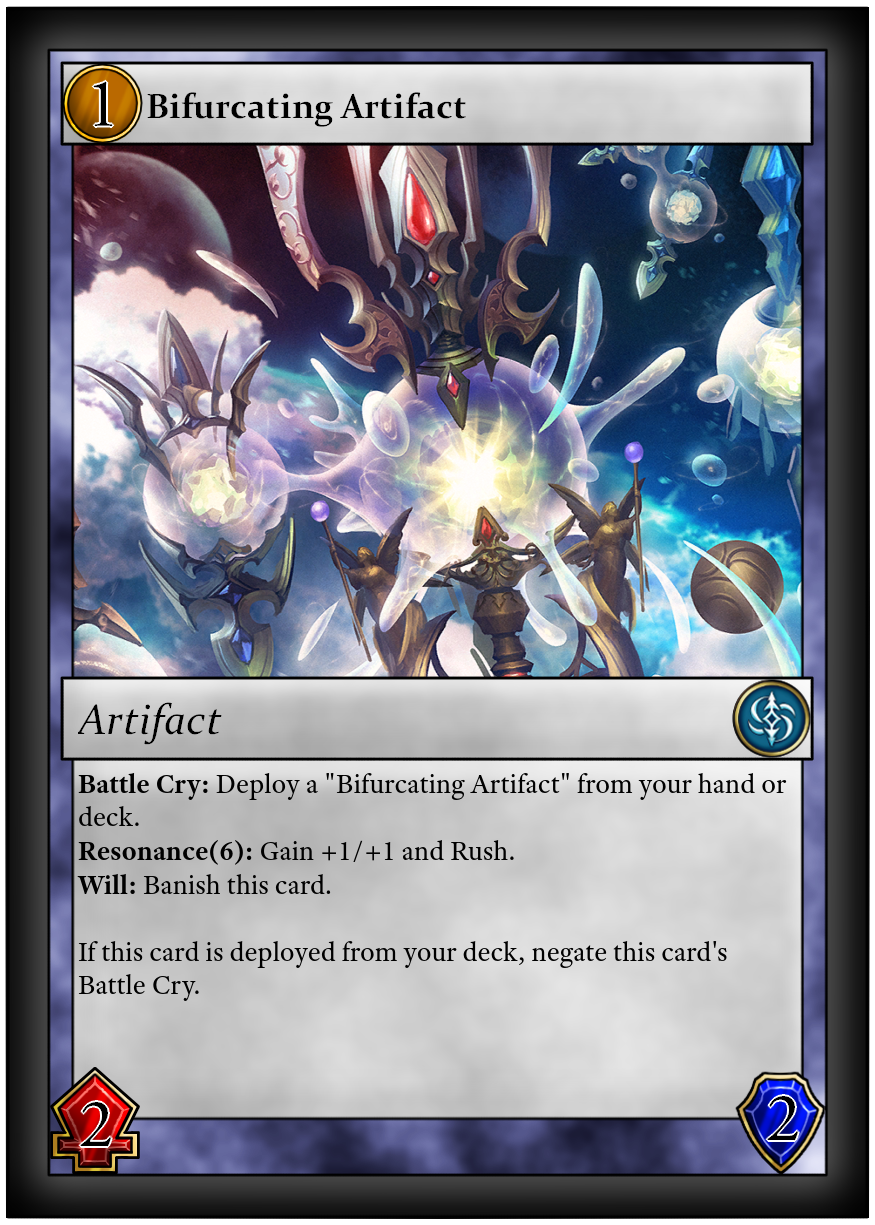 1
Bifurcating Artifact
Artifact
Battle Cry: Deploy a "Bifurcating Artifact" from your hand or
deck.
Resonance(6): Gain +1/+1 and Rush.
Will: Banish this card.
If this card is deployed from your deck, negate this card's
Battle Cry.
2
2